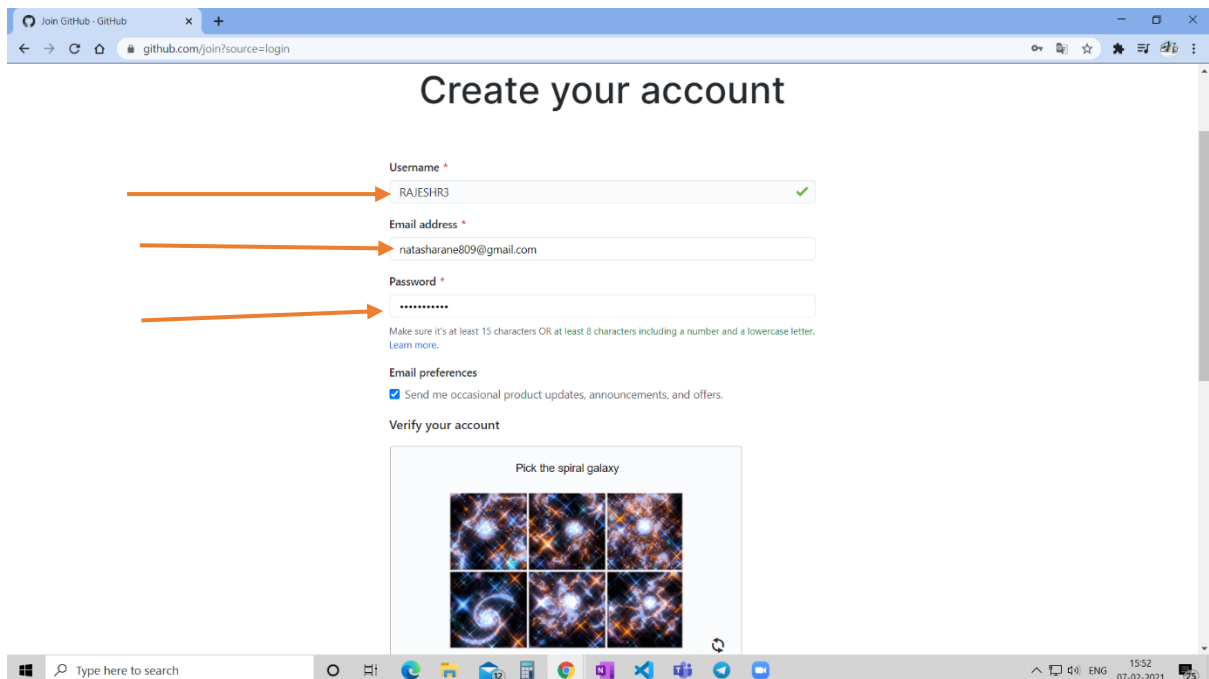 Join GitHub · GitHub
github.com/join?source=login
Create your account
Username *
RAJESHR3
Email address *
natasharane809@gmail.com
Password *
•••••••••••
Make sure it's at least 15 characters OR at least 8 characters including a number and a lowercase letter.
Learn more.
Email preferences
Send me occasional product updates, announcements, and offers.
Verify your account
Pick the spiral galaxy
Type here to search
12
N
ENG
15:52
07-02-2021
25